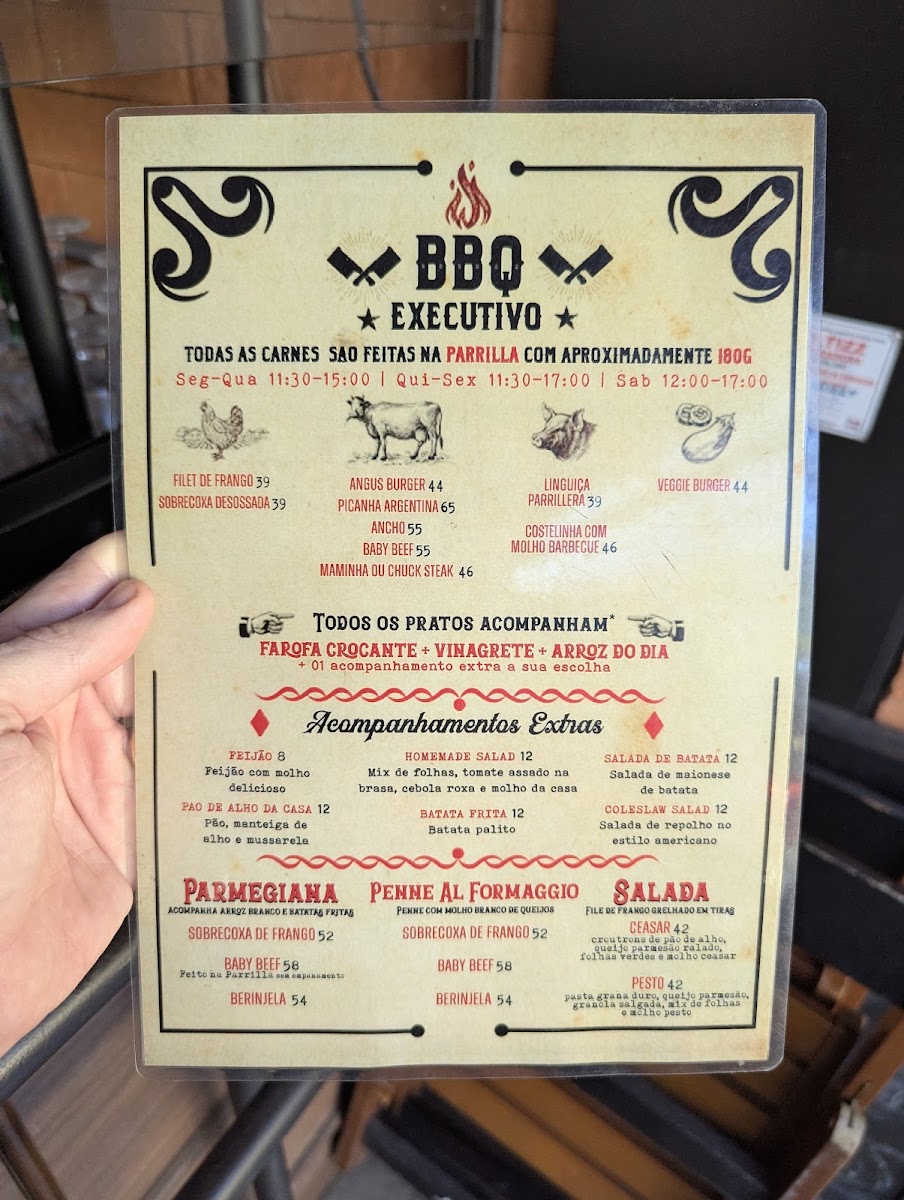 BBQ
EXECUTIVO
TODAS AS CARNES SAO FEITAS NA PARRILLA COM APROXIMADAMENTE 180G
Seg-Qua 11:30-15:00 | Qui-Sex 11:30-17:00 | Sab 12:00-17:00
FILET DE FRANGO 39
SOBRECOXA DESOSSADA 39
ANGUS BURGER 44
PICANHA ARGENTINA 65
ANCHO 55
BABY BEEF 55
MAMINHA OU CHUCK STEAK 46
LINGUIÇA
PARRILLERA 39
COSTELINHA COM
MOLHO BARBECUE 46
VEGGIE BURGER 44
TODOS OS PRATOS ACOMPANHAM*
FAROFA CROCANTE + VINAGRETE + ARROZ DO DIA
+ 01 acompanhamento extra a sua escolha
Acompanhamentos Extras
FEIJÃO 8
Feijão com molho
delicioso
PAO DE ALHO DA CASA 12
Pão, manteiga de
alho e mussarela
HOMEMADE SALAD 12
Mix de folhas, tomate assado na
brasa, cebola roxa e molho da casa
BATATA FRITA 12
Batata palito
SALADA DE BATATA 12
Salada de maionese
de batata
COLESLAW SALAD 12
Salada de repolho no
estilo americano
PARMEGIANA
ACOMPANHA ARROZ BRANCO E BATATAS FRITAS
SOBRECOXA DE FRANGO 52
BABY BEEF 58
Feito na Parrilla sem empanamento
BERINJELA 54
PENNE AL FORMAGGIO
PENNE COM MOLHO BRANCO DE QUEIJOS
SOBRECOXA DE FRANGO 52
BABY BEEF 58
BERINJELA 54
SALADA
FILE DE FRANGO GRELHADO EM TIRAS
CEASAR 42
croutrons de pão de alho,
queijo parmesão ralado,
folhas verdes e molho ceasar
PESTO 42
pasta grana duro, queijo parmesão,
granola salgada, mix de folhas
e molho pesto